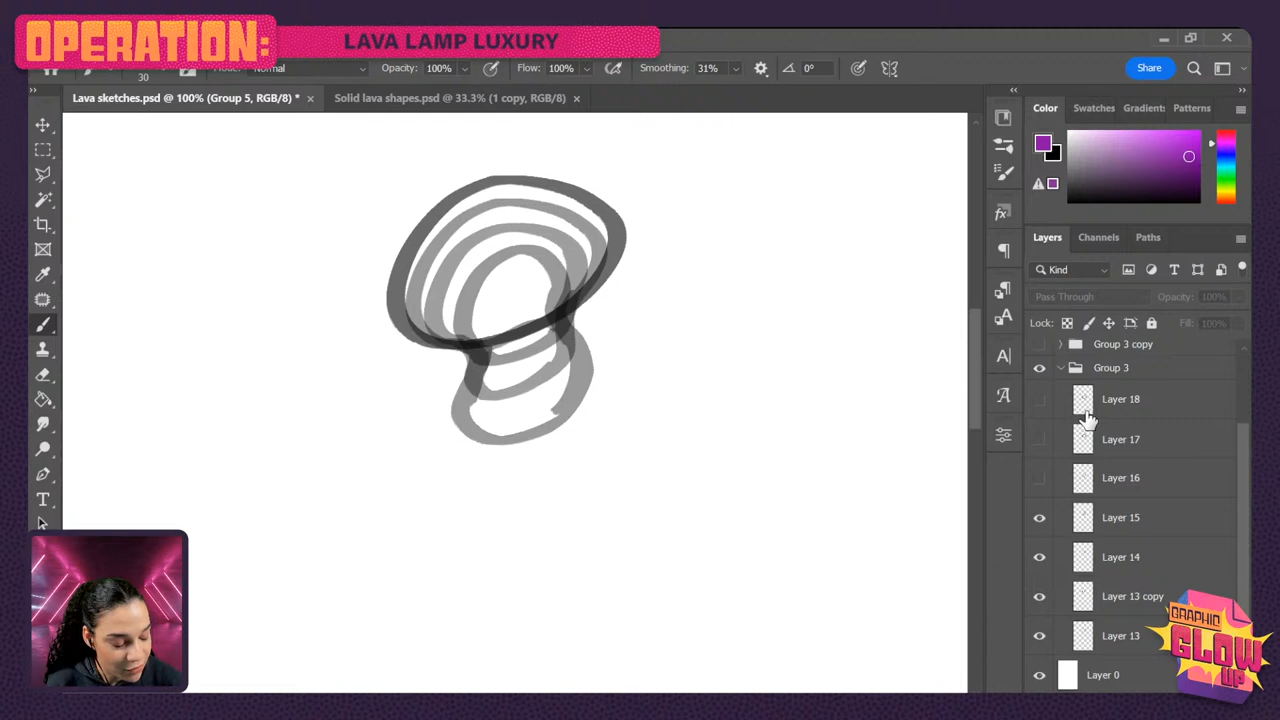 OPERATION:
LAVA LAMP LUXURY
30
Normal
Opacity: 100%
Flow: 100%
Smoothing: 31%
0°
Share
Lava sketches.psd @ 100% (Group 5, RGB/8) *
Solid lava shapes.psd @ 33.3% (1 copy, RGB/8)
Color
Swatches
Gradient
Patterns
Layers
Channels
Paths
Kind
Pass Through
Opacity: 100%
Lock:
Fill: 100%
Group 3 copy
Group 3
Layer 18
Layer 17
Layer 16
Layer 15
Layer 14
Layer 13 copy
Layer 13
Layer 0
GRAPHIC
GLOW
UP